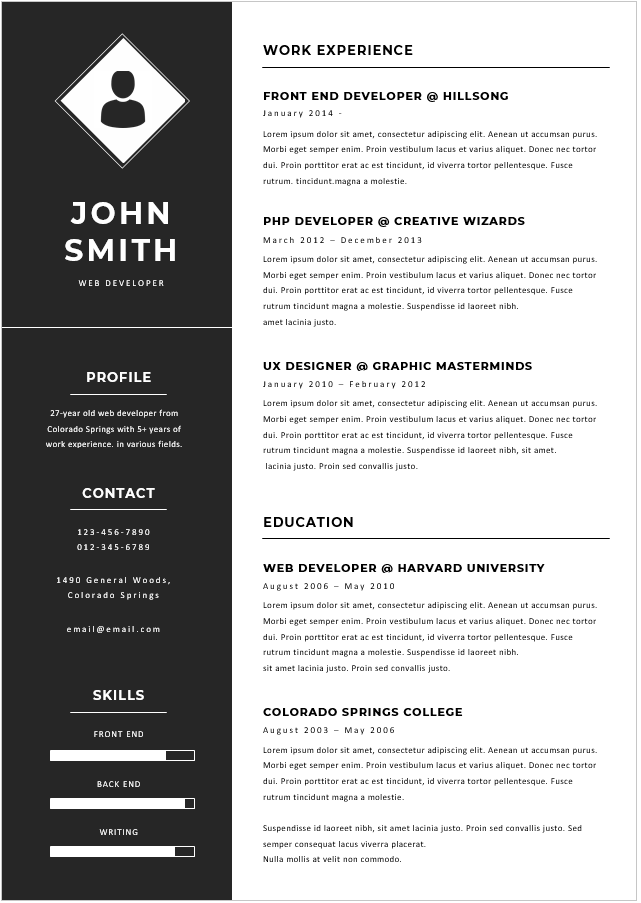 JOHN
SMITH
WEB DEVELOPER
PROFILE
27-year old web developer from
Colorado Springs with 5+ years of
work experience. in various fields.
CONTACT
123-456-7890
012-345-6789
1490 General Woods,
Colorado Springs
email@email.com
SKILLS
FRONT END
BACK END
WRITING
WORK EXPERIENCE
FRONT END DEVELOPER @ HILLSONG
January 2014 -
Lorem ipsum dolor sit amet, consectetur adipiscing elit. Aenean ut accumsan purus.
Morbi eget semper enim. Proin vestibulum lacus et varius aliquet. Donec nec tortor
dui. Proin porttitor erat ac est tincidunt, id viverra tortor pellentesque. Fusce
rutrum. tincidunt.magna a molestie.
PHP DEVELOPER @ CREATIVE WIZARDS
March 2012 – December 2013
Lorem ipsum dolor sit amet, consectetur adipiscing elit. Aenean ut accumsan purus.
Morbi eget semper enim. Proin vestibulum lacus et varius aliquet. Donec nec tortor
dui. Proin porttitor erat ac est tincidunt, id viverra tortor pellentesque. Fusce
rutrum tincidunt magna a molestie. Suspendisse id laoreet nibh.
amet lacinia justo.
UX DESIGNER @ GRAPHIC MASTERMINDS
January 2010 – February 2012
Lorem ipsum dolor sit amet, consectetur adipiscing elit. Aenean ut accumsan purus.
Morbi eget semper enim. Proin vestibulum lacus et varius aliquet. Donec nec tortor
dui. Proin porttitor erat ac est tincidunt, id viverra tortor pellentesque. Fusce
rutrum tincidunt magna a molestie. Suspendisse id laoreet nibh, sit amet.
lacinia justo. Proin sed convallis justo.
EDUCATION
WEB DEVELOPER @ HARVARD UNIVERSITY
August 2006 – May 2010
Lorem ipsum dolor sit amet, consectetur adipiscing elit. Aenean ut accumsan purus.
Morbi eget semper enim. Proin vestibulum lacus et varius aliquet. Donec nec tortor
dui. Proin porttitor erat ac est tincidunt, id viverra tortor pellentesque. Fusce
rutrum tincidunt magna a molestie. Suspendisse id laoreet nibh.
sit amet lacinia justo. Proin sed convallis justo.
COLORADO SPRINGS COLLEGE
August 2003 – May 2006
Lorem ipsum dolor sit amet, consectetur adipiscing elit. Aenean ut accumsan purus.
Morbi eget semper enim. Proin vestibulum lacus et varius aliquet. Donec nec tortor
dui. Proin porttitor erat ac est tincidunt, id viverra tortor pellentesque. Fusce
rutrum tincidunt magna a molestie.
Suspendisse id laoreet nibh, sit amet lacinia justo. Proin sed convallis justo. Sed
semper consequat lacus viverra placerat.
Nulla mollis at velit non commodo.